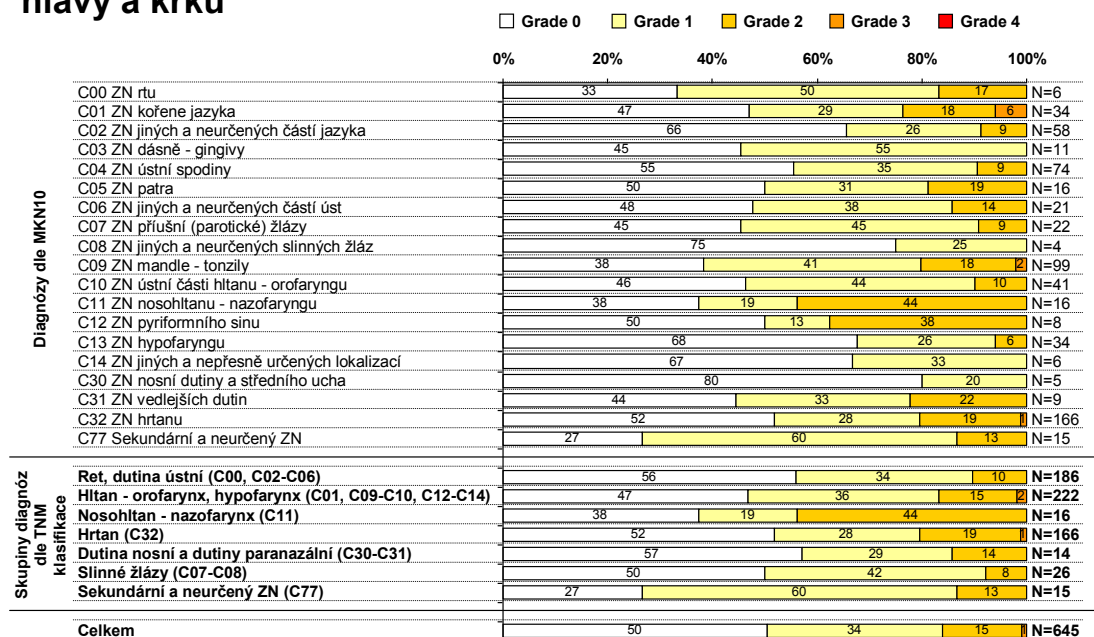 hlavy a krku
Grade 0 Grade 1 Grade 2 Grade 3 Grade 4
0% 20% 40% 60% 80% 100%
Diagnózy dle MKN10
C00 ZN rtu 33 50 17 N=6
C01 ZN kořene jazyka 47 29 18 6 N=34
C02 ZN jiných a neurčených částí jazyka 66 26 9 N=58
C03 ZN dásně - gingivy 45 55 N=11
C04 ZN ústní spodiny 55 35 9 N=74
C05 ZN patra 50 31 19 N=16
C06 ZN jiných a neurčených částí úst 48 38 14 N=21
C07 ZN příušní (parotické) žlázy 45 45 9 N=22
C08 ZN jiných a neurčených slinných žláz 75 25 N=4
C09 ZN mandle - tonzily 38 41 18 2 N=99
C10 ZN ústní části hltanu - orofaryngu 46 44 10 N=41
C11 ZN nosohltanu - nazofaryngu 38 19 44 N=16
C12 ZN pyriformního sinu 50 13 38 N=8
C13 ZN hypofaryngu 68 26 6 N=34
C14 ZN jiných a nepřesně určených lokalizací 67 33 N=6
C30 ZN nosní dutiny a středního ucha 80 20 N=5
C31 ZN vedlejších dutin 44 33 22 N=9
C32 ZN hrtanu 52 28 19 1 N=166
C77 Sekundární a neurčený ZN 27 60 13 N=15
Skupiny diagnóz
dle TNM
klasifikace
Ret, dutina ústní (C00, C02-C06) 56 34 10 N=186
Hltan - orofarynx, hypofarynx (C01, C09-C10, C12-C14) 47 36 15 2 N=222
Nosohltan - nazofarynx (C11) 38 19 44 N=16
Hrtan (C32) 52 28 19 1 N=166
Dutina nosní a dutiny paranazální (C30-C31) 57 29 14 N=14
Slinné žlázy (C07-C08) 50 42 8 N=26
Sekundární a neurčený ZN (C77) 27 60 13 N=15
Celkem 50 34 15 1 N=645